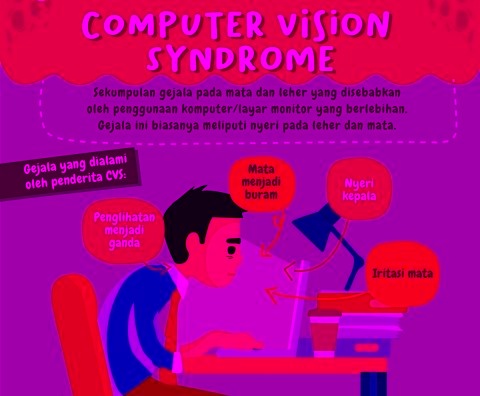 COMPUTER VISION
SYNDROME
Sekumpulan gejala pada mata dan leher yang disebabkan
oleh penggunaan komputer/layar monitor yang berlebihan.
Gejala ini biasanya meliputi nyeri pada leher dan mata.
Gejala yang dialami
oleh penderita CVS:
Mata
menjadi
buram
Nyeri
kepala
Penglihatan
menjadi
ganda
Iritasi mata